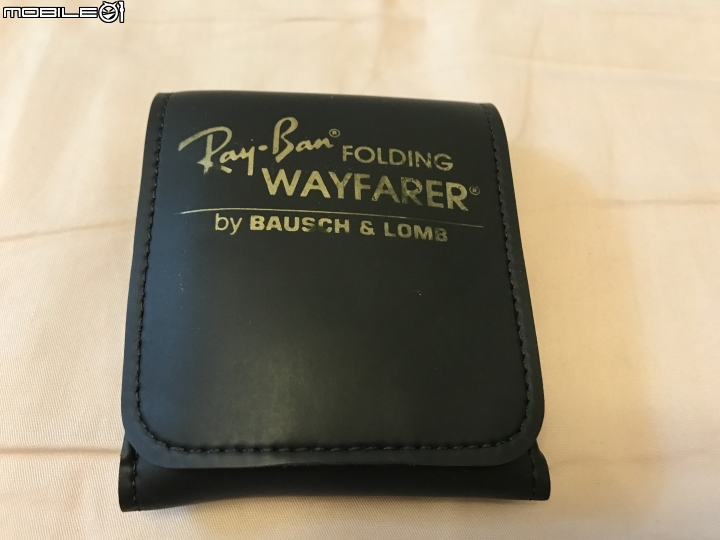 MOBILE01
Ray-Ban® FOLDING
WAYFARER®
by BAUSCH & LOMB